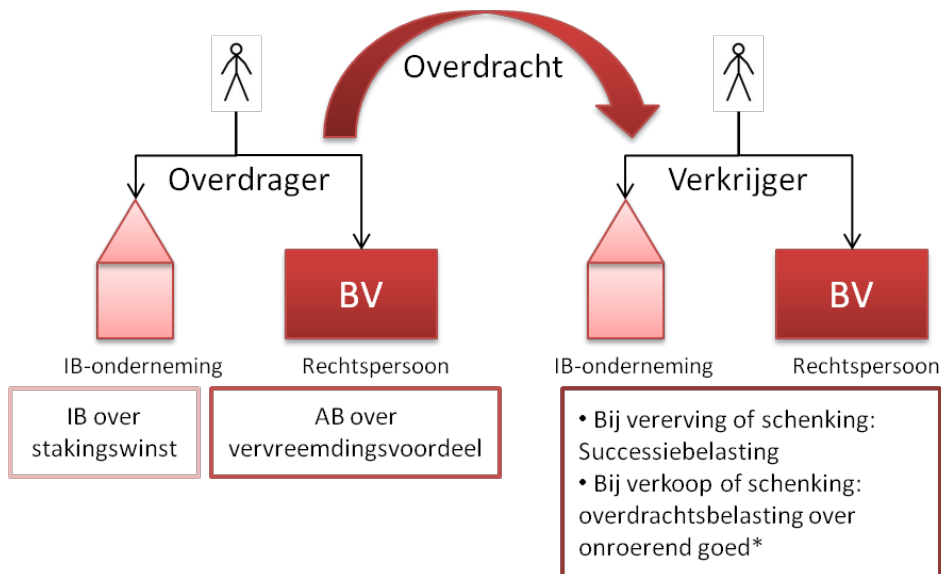 Overdracht
Overdrager
Verkrijger
BV
BV
IB-onderneming
Rechtspersoon
IB-onderneming
Rechtspersoon
IB over
stakingswinst
AB over
vervreemdingsvoordeel
• Bij vererving of schenking:
Successiebelasting
• Bij verkoop of schenking:
overdrachtsbelasting over
onroerend goed*